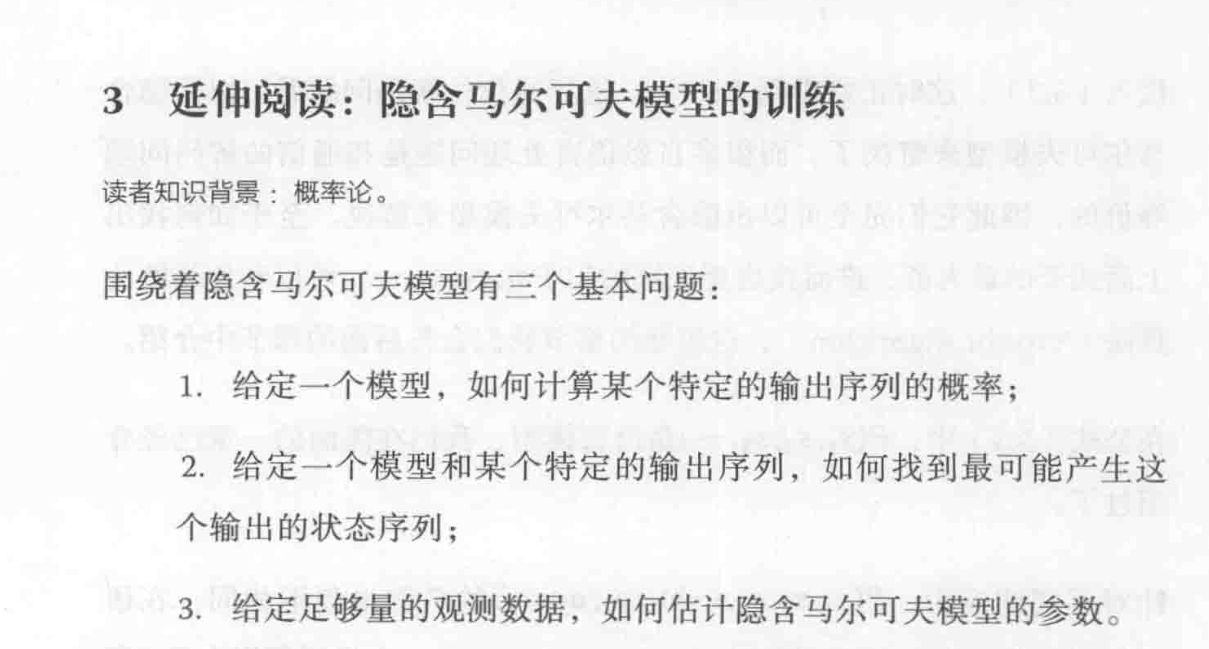 3 延伸阅读：隐含马尔可夫模型的训练
读者知识背景：概率论。
围绕着隐含马尔可夫模型有三个基本问题：
1. 给定一个模型，如何计算某个特定的输出序列的概率；
2. 给定一个模型和某个特定的输出序列，如何找到最可能产生这
个输出的状态序列；
3. 给定足够量的观测数据，如何估计隐含马尔可夫模型的参数。